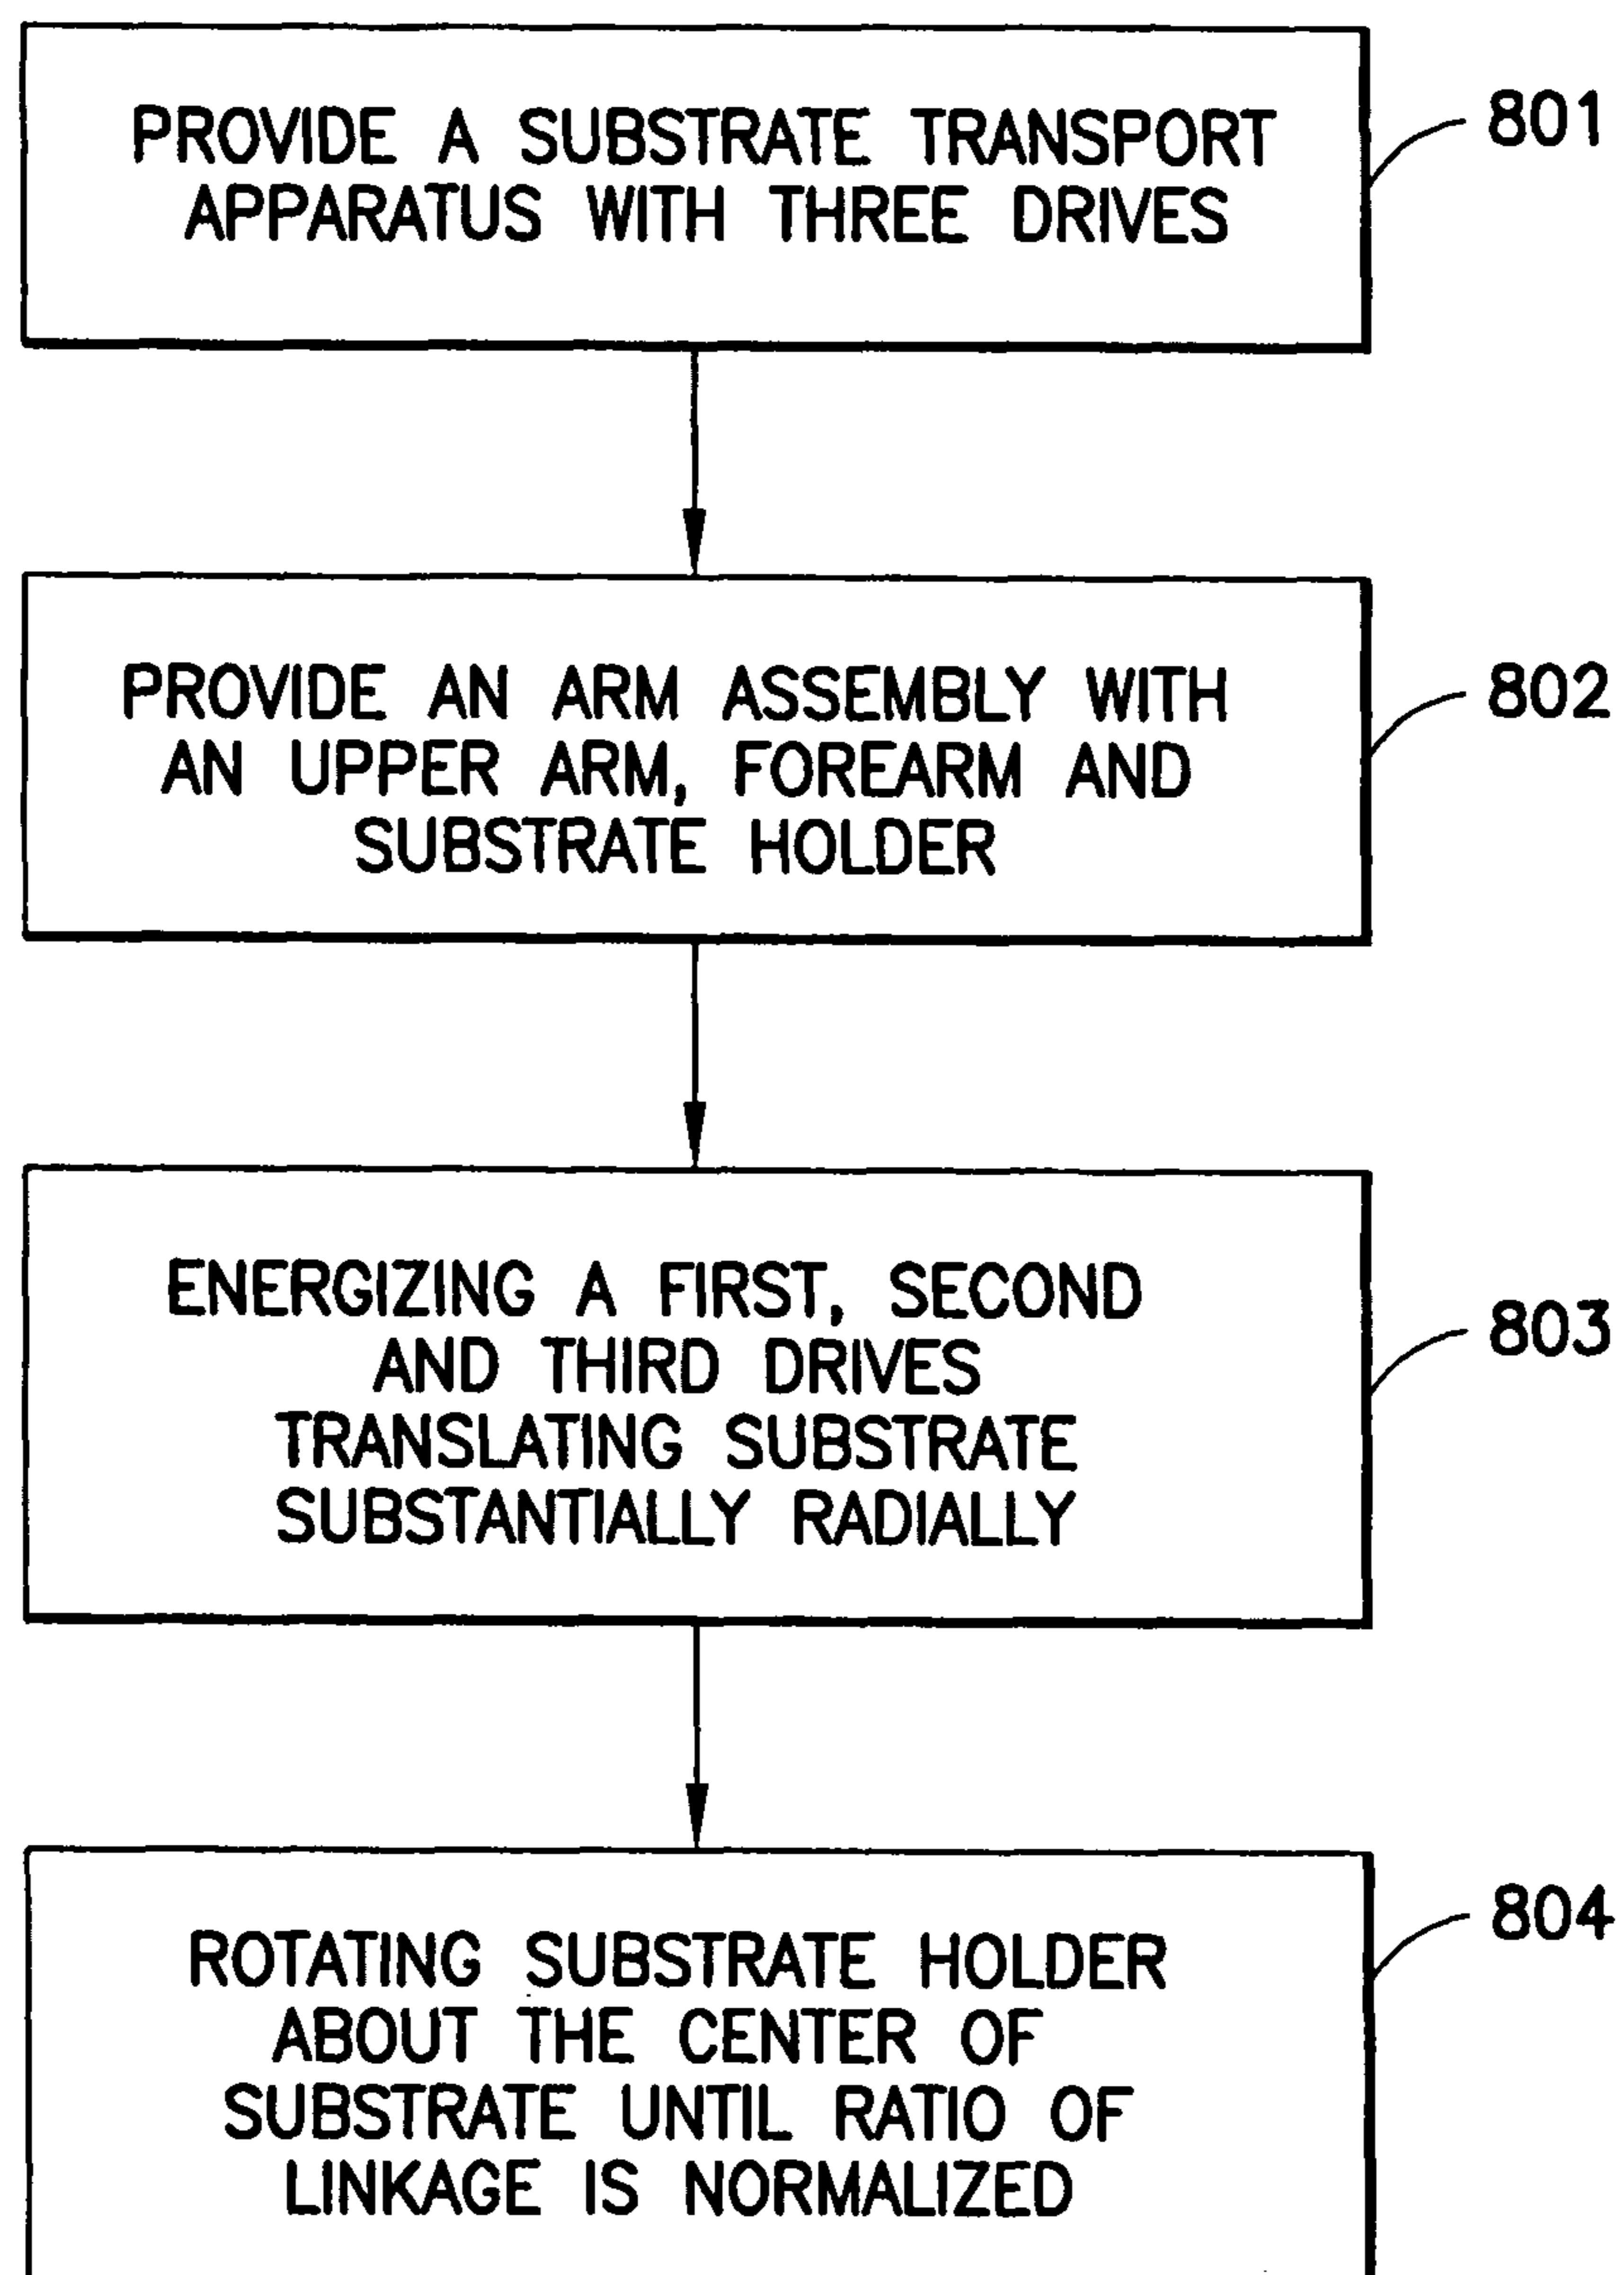 PROVIDE A SUBSTRATE TRANSPORT
APPARATUS WITH THREE DRIVES
801
PROVIDE AN ARM ASSEMBLY WITH
AN UPPER ARM, FOREARM AND
SUBSTRATE HOLDER
802
ENERGIZING A FIRST, SECOND
AND THIRD DRIVES
TRANSLATING SUBSTRATE
SUBSTANTIALLY RADIALLY
803
ROTATING SUBSTRATE HOLDER
ABOUT THE CENTER OF
SUBSTRATE UNTIL RATIO OF
LINKAGE IS NORMALIZED
804